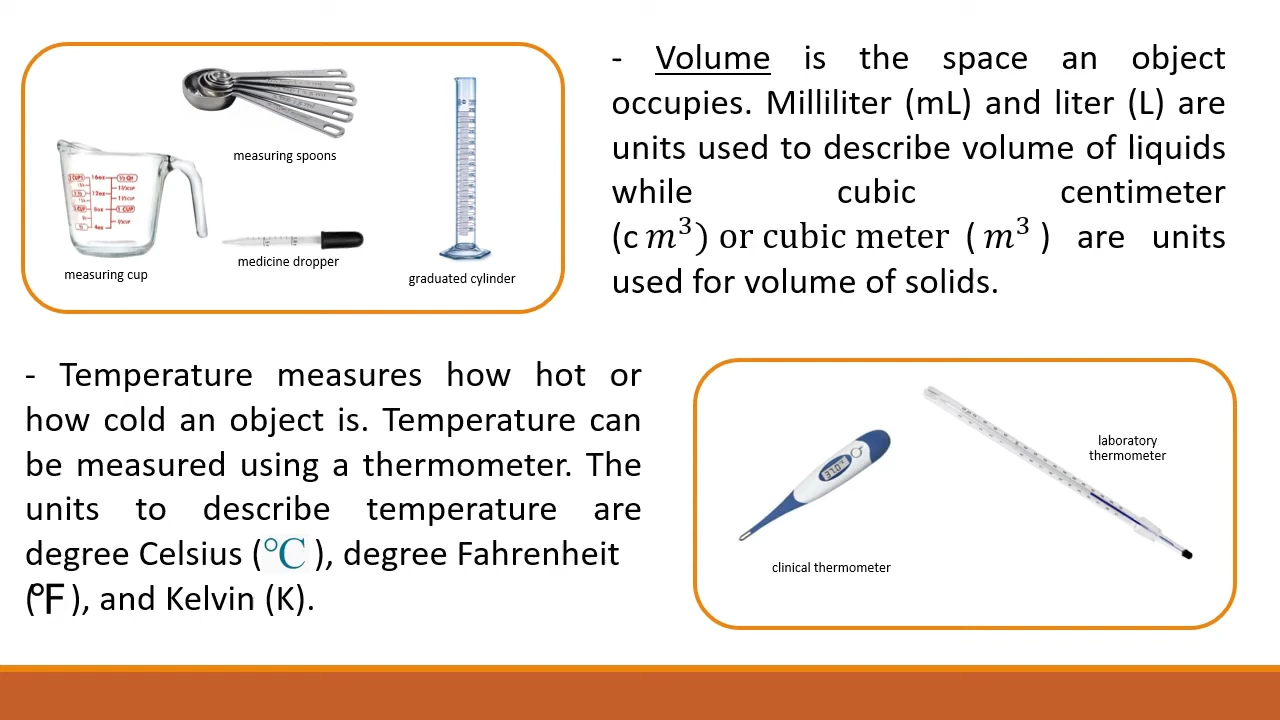 measuring spoons
measuring cup
medicine dropper
graduated cylinder
- Volume is the space an object
occupies. Milliliter (mL) and liter (L) are
units used to describe volume of liquids
while cubic centimeter
(c m³) or cubic meter ( m³ ) are units
used for volume of solids.
- Temperature measures how hot or
how cold an object is. Temperature can
be measured using a thermometer. The
units to describe temperature are
degree Celsius (°C ), degree Fahrenheit
(°F ), and Kelvin (K).
laboratory
thermometer
clinical thermometer